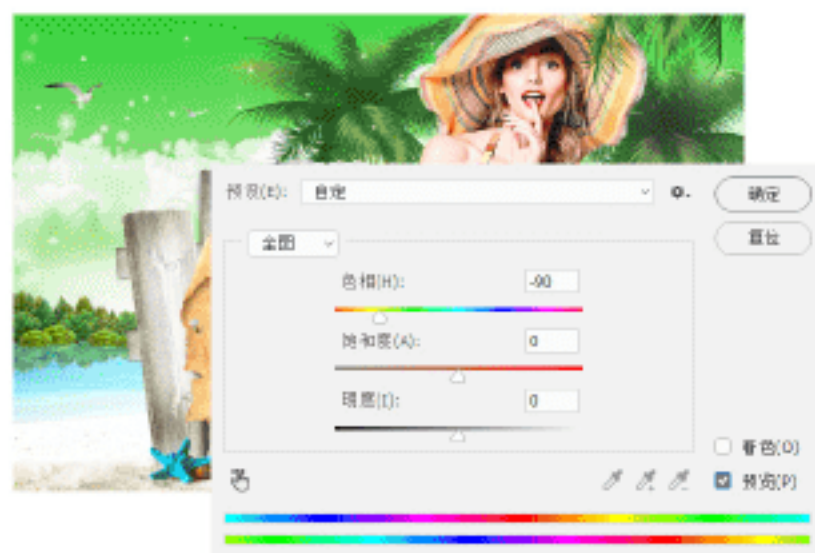 预设(E): 自定
确定
复位
全图
色相(H): -90
饱和度(A): 0
明度(I): 0
着色(O)
预览(P)